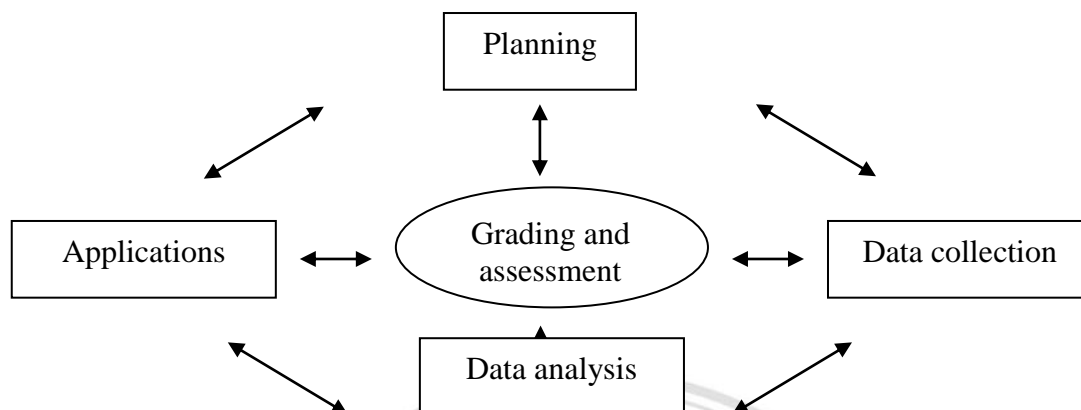 Planning
Applications
Grading and
assessment
Data collection
Data analysis